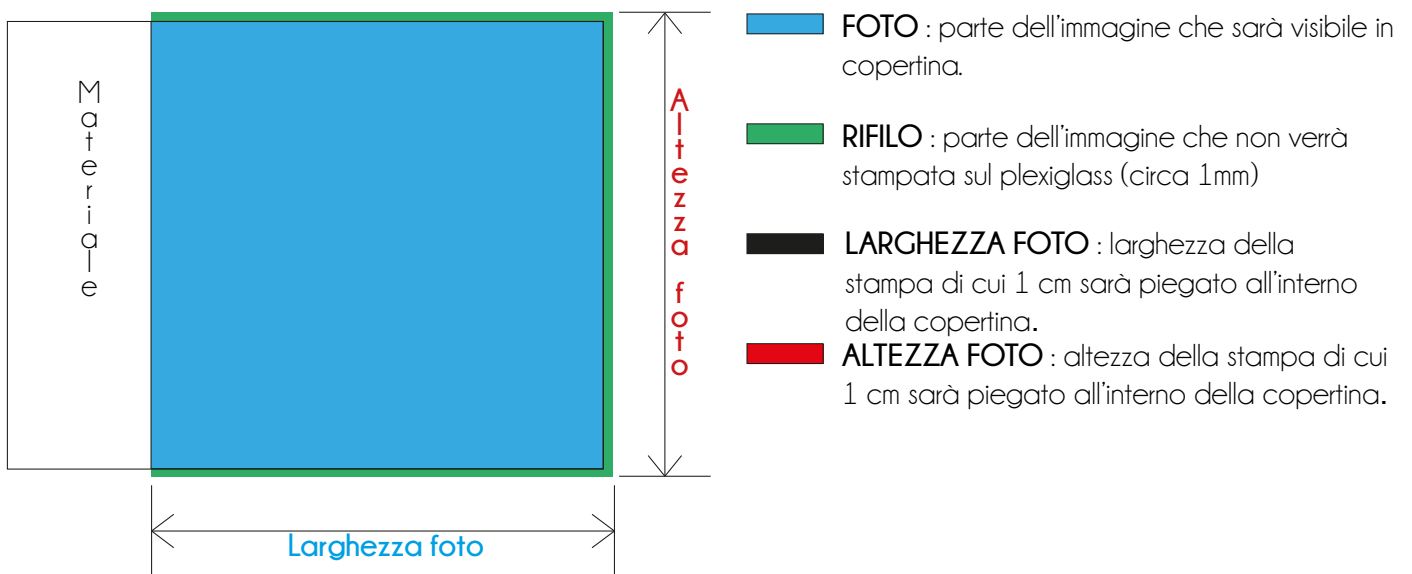 Materiale
Altezza foto
Larghezza foto
FOTO : parte dell'immagine che sarà visibile in
copertina.
RIFILO : parte dell'immagine che non verrà
stampata sul plexiglass (circa 1mm)
LARGHEZZA FOTO : larghezza della
stampa di cui 1 cm sarà piegato all'interno
della copertina.
ALTEZZA FOTO : altezza della stampa di cui
1 cm sarà piegato all'interno della copertina.